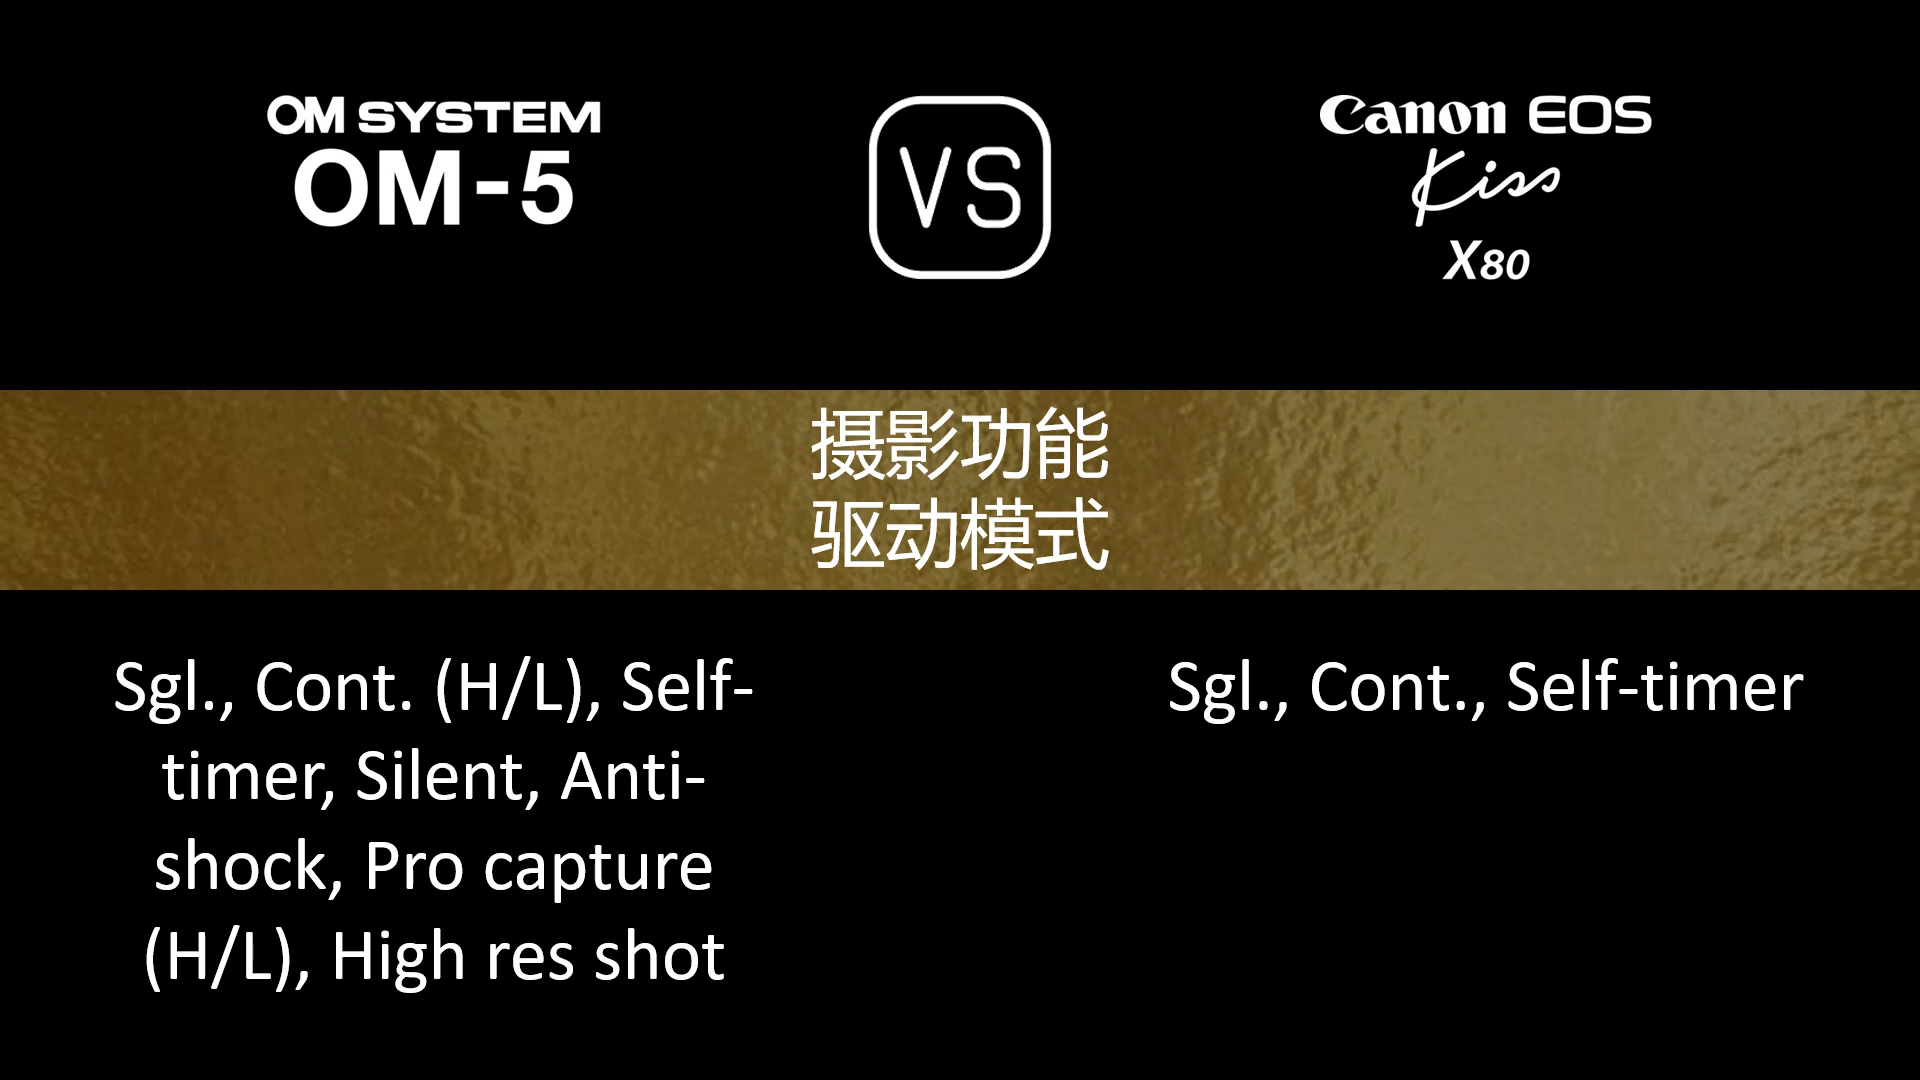 OM SYSTEM
OM-5
VS
Canon EOS
Kiss
X80
摄影功能
驱动模式
Sgl., Cont. (H/L), Self-
timer, Silent, Anti-
shock, Pro capture
(H/L), High res shot
Sgl., Cont., Self-timer